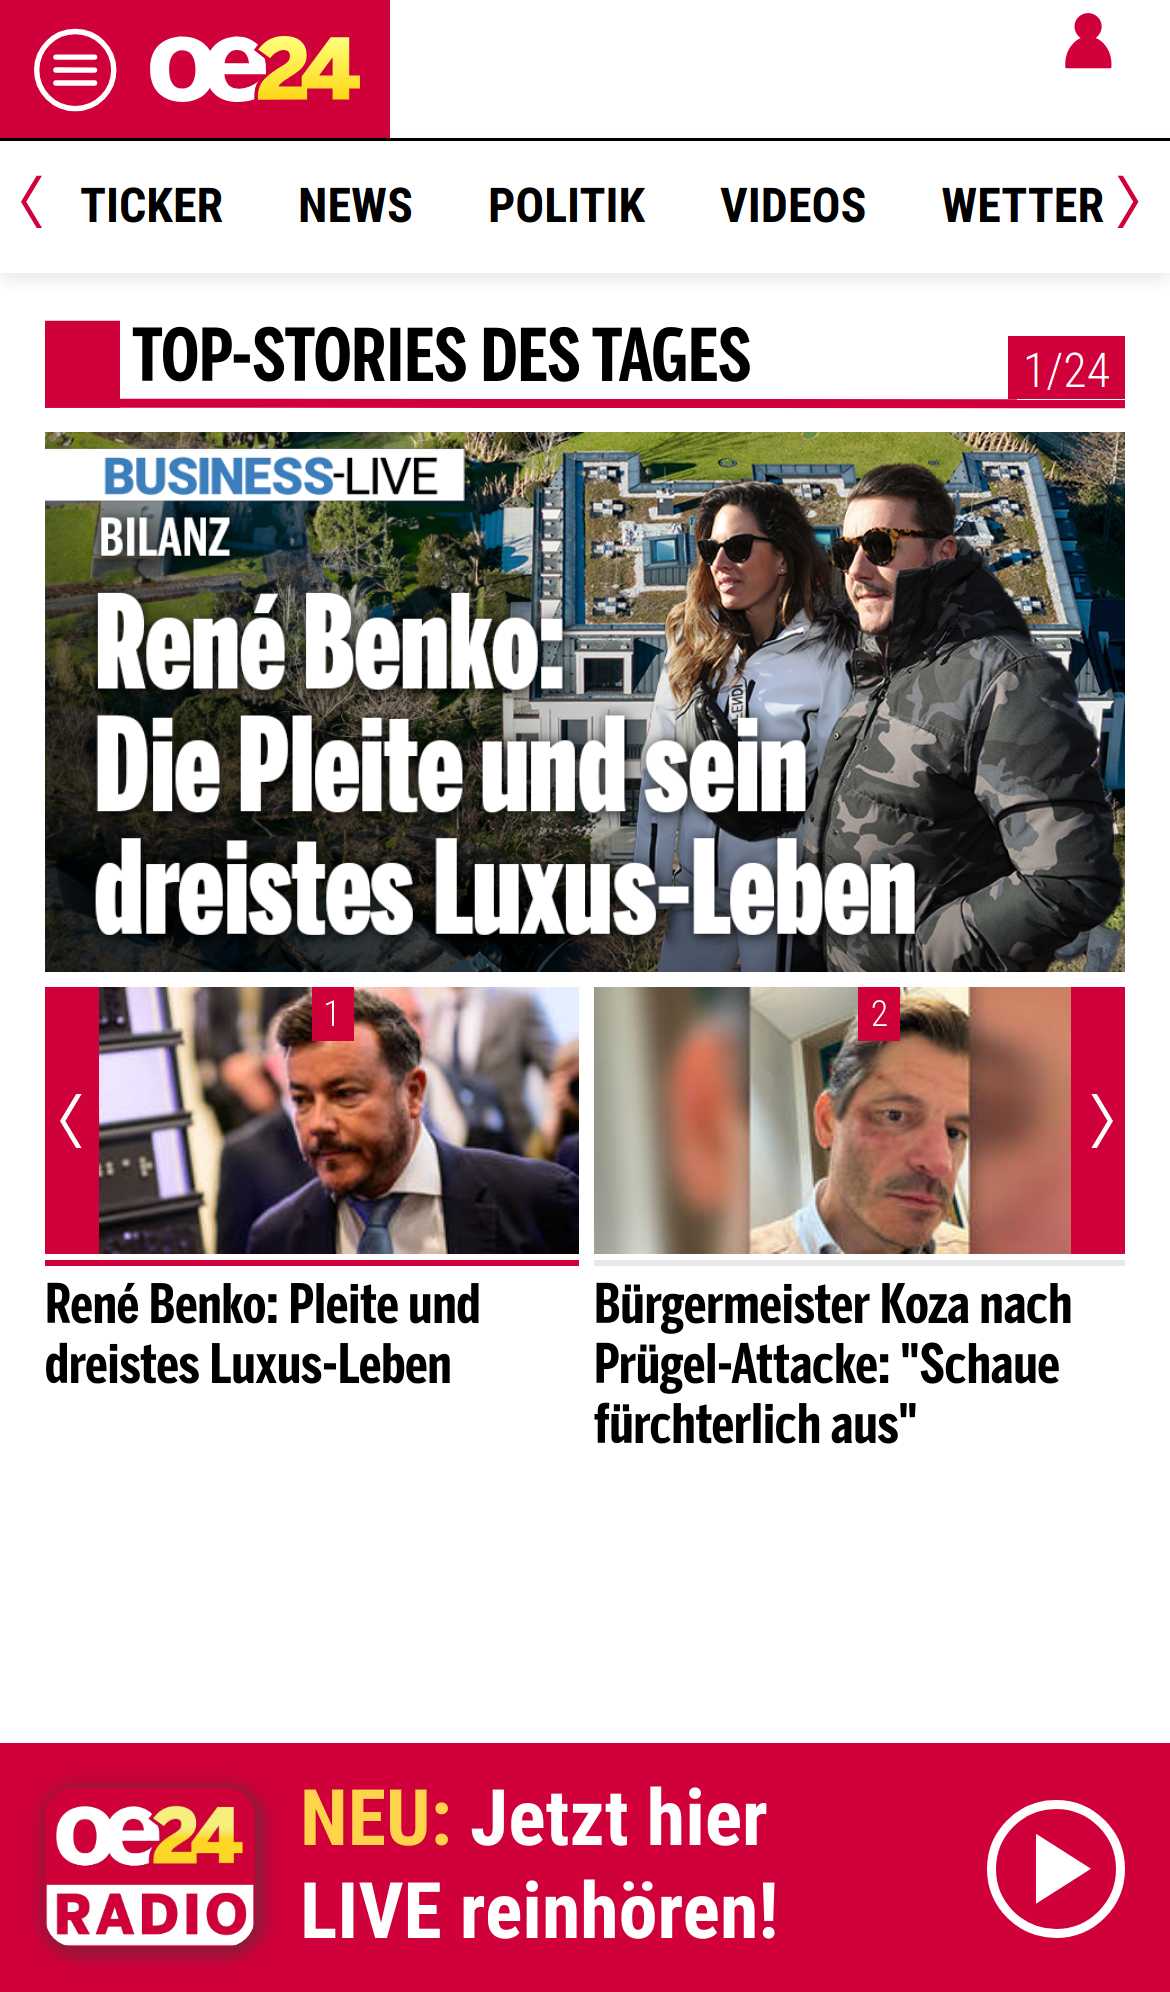 oe24
TICKER NEWS POLITIK VIDEOS WETTER
TOP-STORIES DES TAGES
1/24
BUSINESS-LIVE
BILANZ
René Benko:
Die Pleite und sein
dreistes Luxus-Leben
FENDI
1
2
René Benko: Pleite und
dreistes Luxus-Leben
Bürgermeister Koza nach
Prügel-Attacke: "Schaue
fürchterlich aus"
oe24
RADIO
NEU: Jetzt hier
LIVE reinhören!